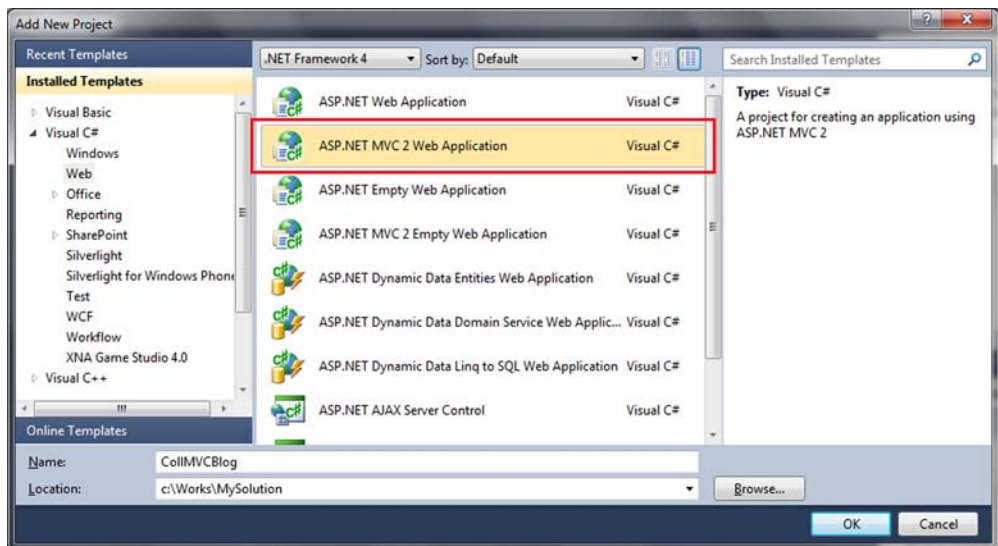 Add New Project
Recent Templates
Installed Templates
Visual Basic
Visual C#
Windows
Web
Office
Reporting
SharePoint
Silverlight
Silverlight for Windows Phone
Test
WCF
Workflow
XNA Game Studio 4.0
Visual C++
Online Templates
.NET Framework 4 Sort by: Default
ASP.NET Web Application Visual C#
ASP.NET MVC 2 Web Application Visual C#
ASP.NET Empty Web Application Visual C#
ASP.NET MVC 2 Empty Web Application Visual C#
ASP.NET Dynamic Data Entities Web Application Visual C#
ASP.NET Dynamic Data Domain Service Web Applic... Visual C#
ASP.NET Dynamic Data Linq to SQL Web Application Visual C#
ASP.NET AJAX Server Control Visual C#
Search Installed Templates
Type: Visual C#
A project for creating an application using
ASP.NET MVC 2
Name: CollMVCBlog
Location: c:\Works\MySolution Browse...
OK Cancel